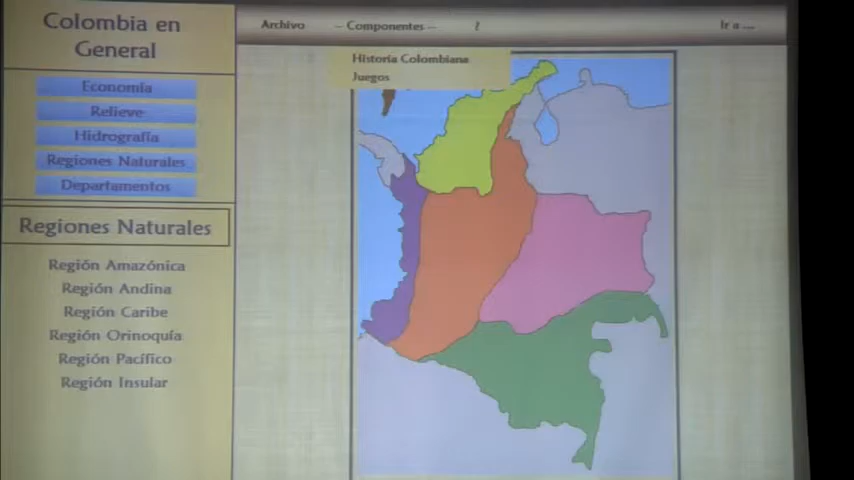 Colombia en
General
Economía
Relieve
Hidrografía
Regiones Naturales
Departamentos
Regiones Naturales
Región Amazónica
Región Andina
Región Caribe
Región Orinoquía
Región Pacífico
Región Insular
Archivo -- Componentes -- ? Ir a ...
Historia Colombiana
Juegos